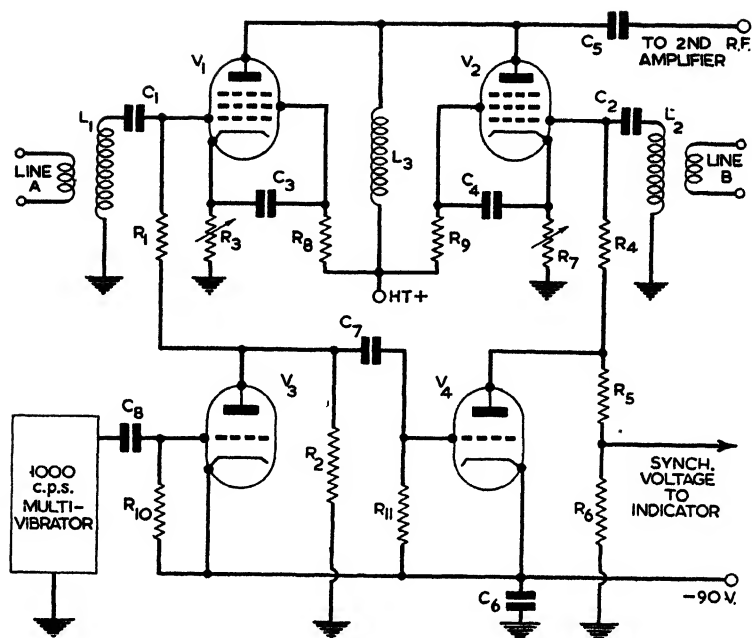 V1
V2
C5
TO 2ND R.F.
AMPLIFIER
C1
L1
LINE
A
C3
L3
C4
C2
L2
LINE
B
R1
R3
R8
R9
R7
R4
HT+
C7
V3
V4
C8
R5
1000
c.p.s.
MULTI-
VIBRATOR
R10
R2
R11
R6
SYNCH.
VOLTAGE
TO
INDICATOR
C6
-90 V.